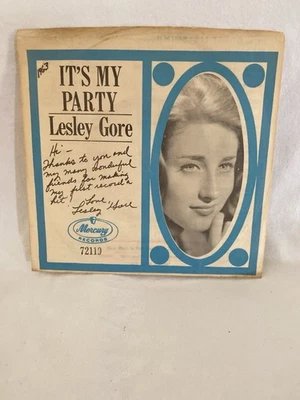 1963
IT'S MY
PARTY
Lesley Gore
Hi -
Thanks to you and
my many wonderful
friends for making
my first record a
hit!
Love,
Lesley Gore
Mercury
RECORDS
72119